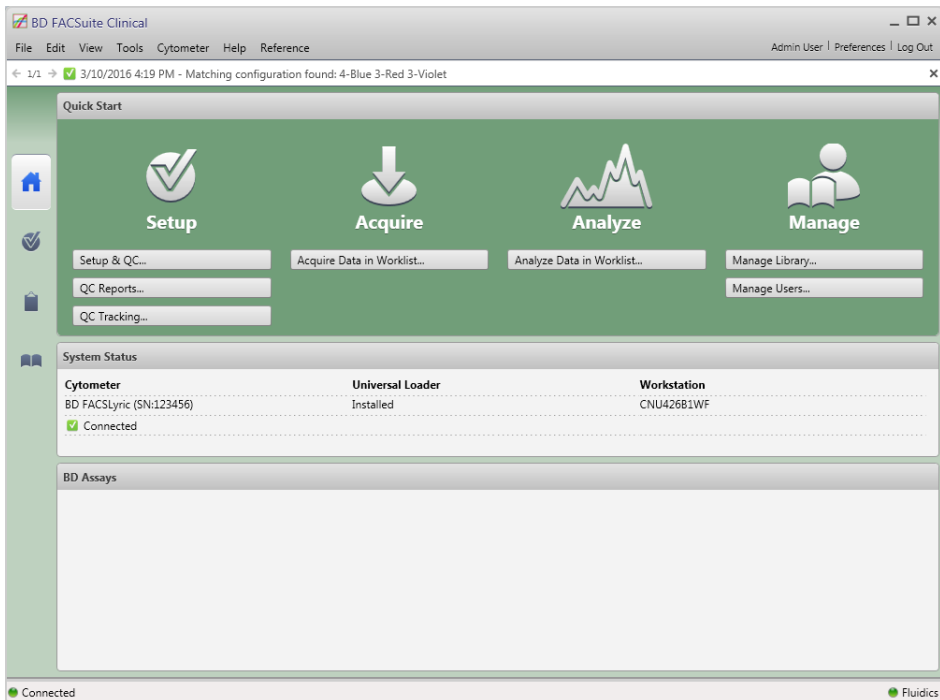 BD FACSuite Clinical
File Edit View Tools Cytometer Help Reference
Admin User | Preferences | Log Out
1/1 3/10/2016 4:19 PM - Matching configuration found: 4-Blue 3-Red 3-Violet
Quick Start
Setup Acquire Analyze Manage
Setup & QC... Acquire Data in Worklist... Analyze Data in Worklist... Manage Library...
QC Reports... Manage Users...
QC Tracking...
System Status
Cytometer Universal Loader Workstation
BD FACSLyric (SN:123456) Installed CNU426B1WF
Connected
BD Assays
Connected Fluidics